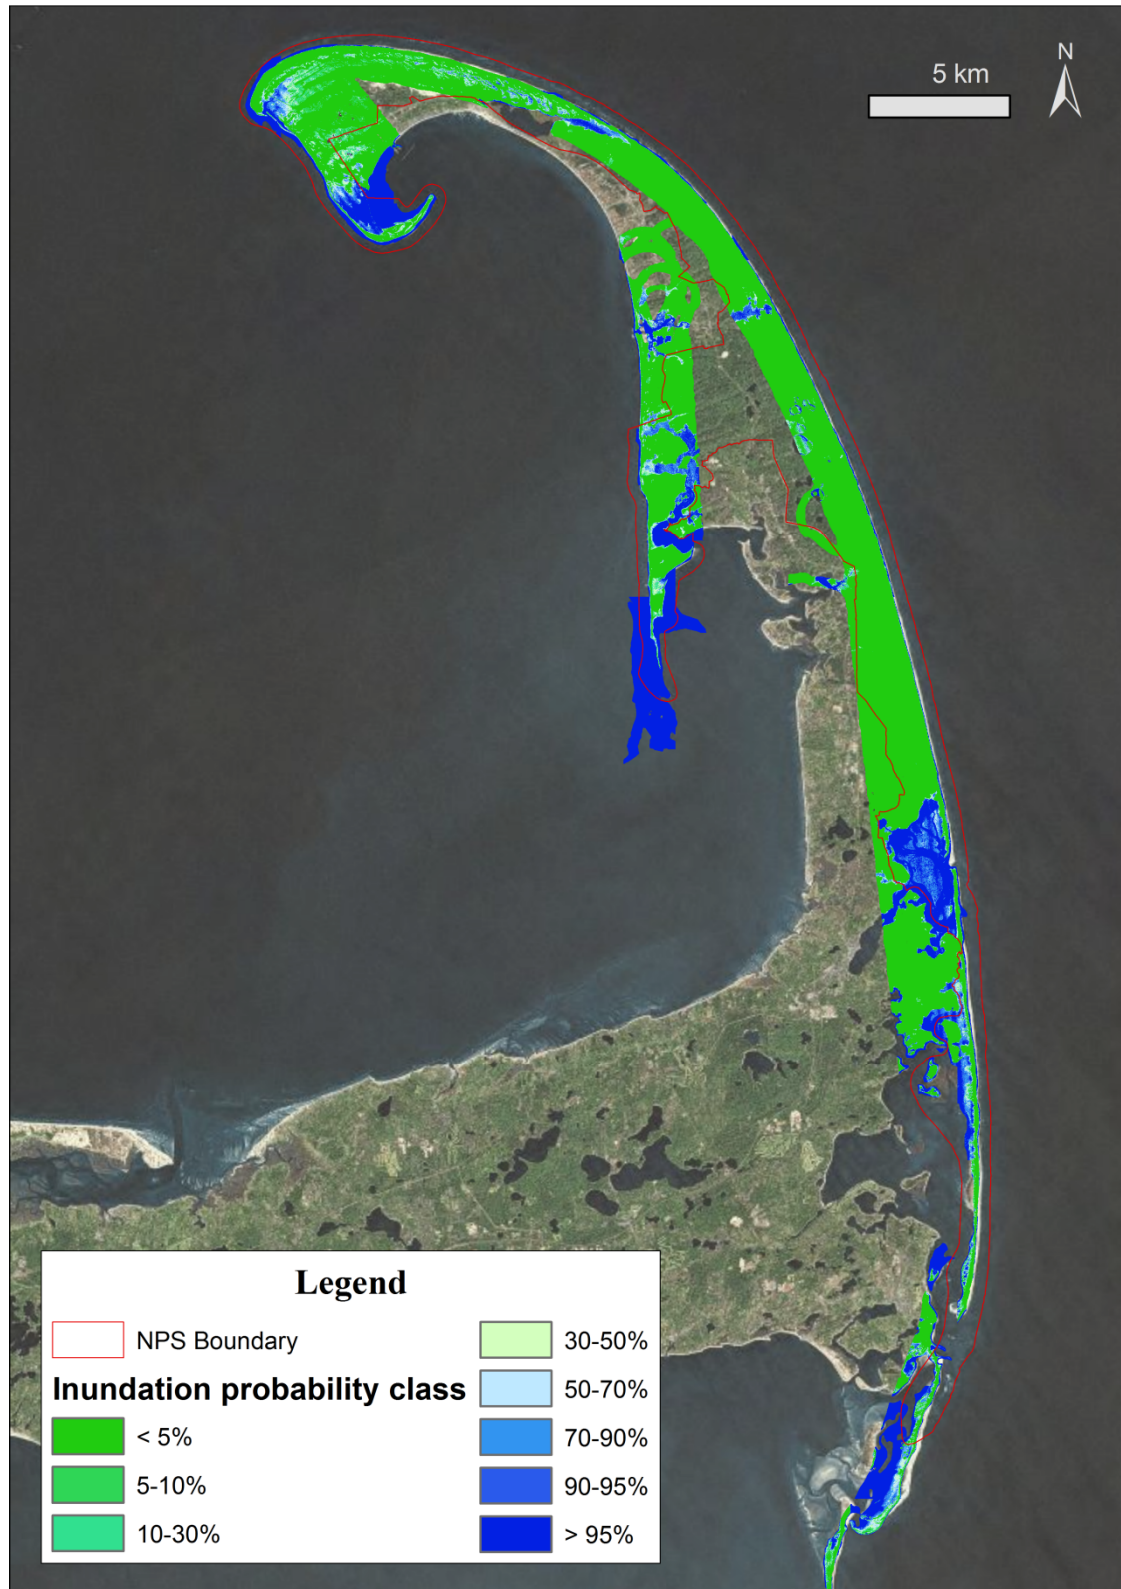 N
5 km
Legend
NPS Boundary
Inundation probability class
< 5%
5-10%
10-30%
30-50%
50-70%
70-90%
90-95%
> 95%